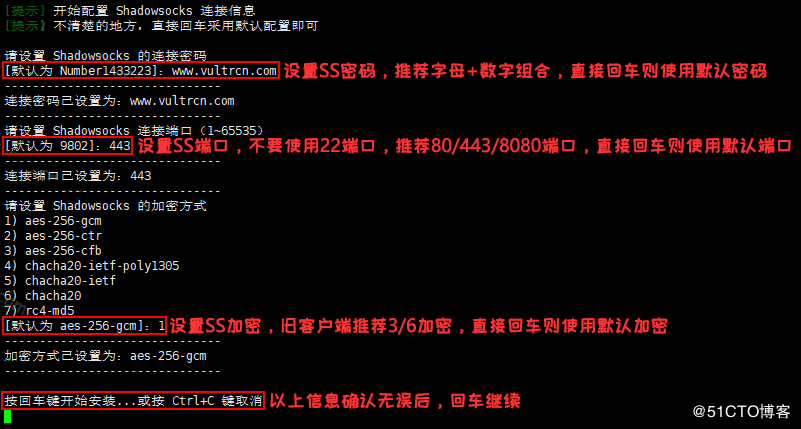 [提示] 开始配置 Shadowsocks 连接信息
[提示] 不清楚的地方, 直接回车采用默认配置即可
请设置 Shadowsocks 的连接密码
[默认为 Number1433223]: www.vultrcn.com 设置SS密码，推荐字母+数字组合，直接回车则使用默认密码
-------------------------------
连接密码已设置为: www.vultrcn.com
-------------------------------
请设置 Shadowsocks 连接端口 (1~65535)
[默认为 9802]: 443 设置SS端口，不要使用22端口，推荐80/443/8080端口，直接回车则使用默认端口
-------------------------------
连接端口已设置为: 443
-------------------------------
请设置 Shadowsocks 的加密方式
1) aes-256-gcm
2) aes-256-ctr
3) aes-256-cfb
4) chacha20-ietf-poly1305
5) chacha20-ietf
6) chacha20
7) rc4-md5
[默认为 aes-256-gcm]: 1 设置SS加密，旧客户端推荐3/6加密，直接回车则使用默认加密
-------------------------------
加密方式已设置为: aes-256-gcm
-------------------------------
按回车键开始安装...或按 Ctrl+C 键取消 以上信息确认无误后，回车继续
@51CTO博客